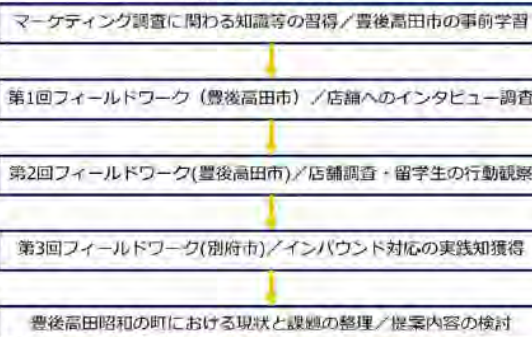 マーケティング調査に関わる知識等の習得／豊後高田市の事前学習
第1回フィールドワーク（豊後高田市）／店舗へのインタビュー調査
第2回フィールドワーク(豊後高田市)／店舗調査・留学生の行動観察
第3回フィールドワーク(別府市)／インバウンド対応の実践知獲得
豊後高田昭和の町における現状と課題の整理／提案内容の検討